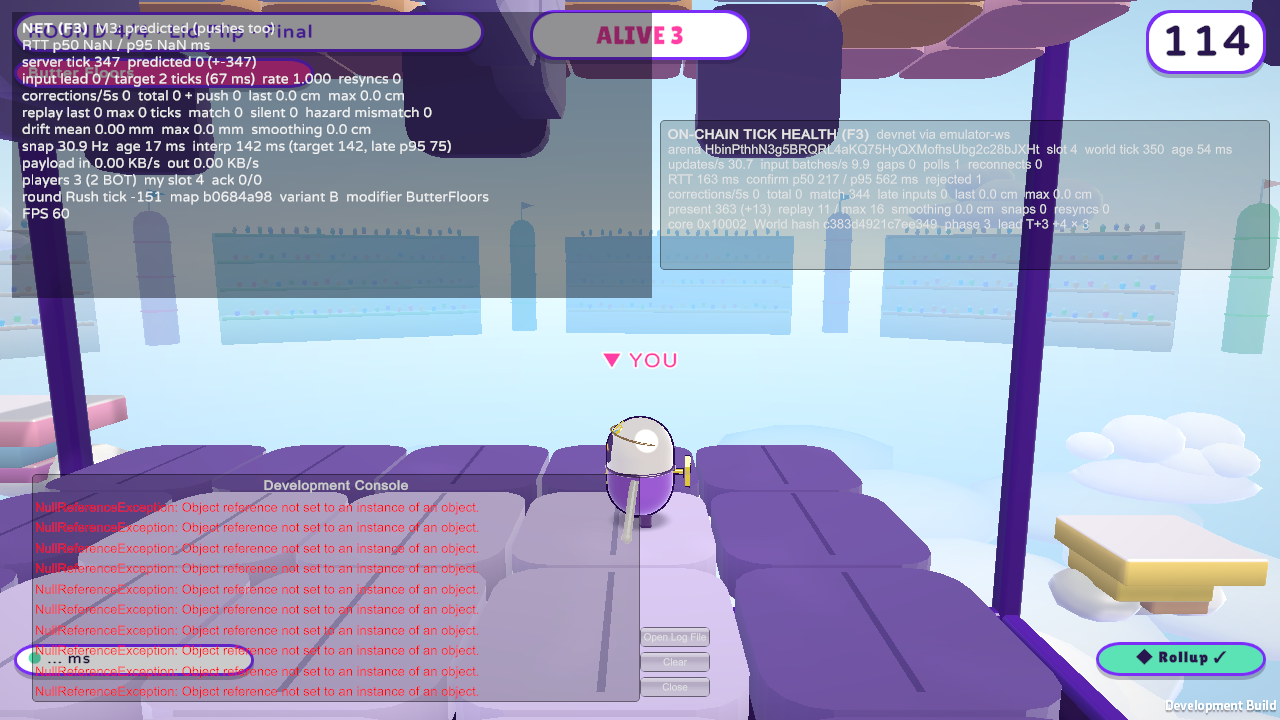 NET (F3) M3: predicted (pushes too)
RTT p50 NaN / p95 NaN ms
server tick 347 predicted 0 (+-347)
Butter Floors
input lead 0 / target 2 ticks (67 ms) rate 1.000 resyncs 0
corrections/5s 0 total 0 + push 0 last 0.0 cm max 0.0 cm
replay last 0 max 0 ticks match 0 silent 0 hazard mismatch 0
drift mean 0.00 mm max 0.0 mm smoothing 0.0 cm
snap 30.9 Hz age 17 ms interp 142 ms (target 142, late p95 75)
payload in 0.00 KB/s out 0.00 KB/s
players 3 (2 BOT) my slot 4 ack 0/0
round Rush tick -151 map b0684a98 variant B modifier ButterFloors
FPS 60
Final
ALIVE 3
114
ON-CHAIN TICK HEALTH (F3) devnet via emulator-ws
arena HbinPthhN3g5BRQRL4aKQ75HyQXMofhsUbg2c28bJXHt slot 4 world tick 350 age 54 ms
updates/s 30.7 input batches/s 9.9 gaps 0 polls 1 reconnects 0
RTT 163 ms confirm p50 217 / p95 562 ms rejected 1
corrections/5s 0 total 0 match 344 late inputs 0 last 0.0 cm max 0.0 cm
present 363 (+13) replay 11 / max 16 smoothing 0.0 cm snaps 0 resyncs 0
core 0x10002 World hash c383d4921c7ee349 phase 3 lead T+3 +4 × 3
▼ YOU
Development Console
NullReferenceException: Object reference not set to an instance of an object.
NullReferenceException: Object reference not set to an instance of an object.
NullReferenceException: Object reference not set to an instance of an object.
NullReferenceException: Object reference not set to an instance of an object.
NullReferenceException: Object reference not set to an instance of an object.
NullReferenceException: Object reference not set to an instance of an object.
NullReferenceException: Object reference not set to an instance of an object.
NullReferenceException: Object reference not set to an instance of an object.
NullReferenceException: Object reference not set to an instance of an object.
NullReferenceException: Object reference not set to an instance of an object.
... ms
Open Log File
Clear
Close
◆ Rollup ✓
Development Build